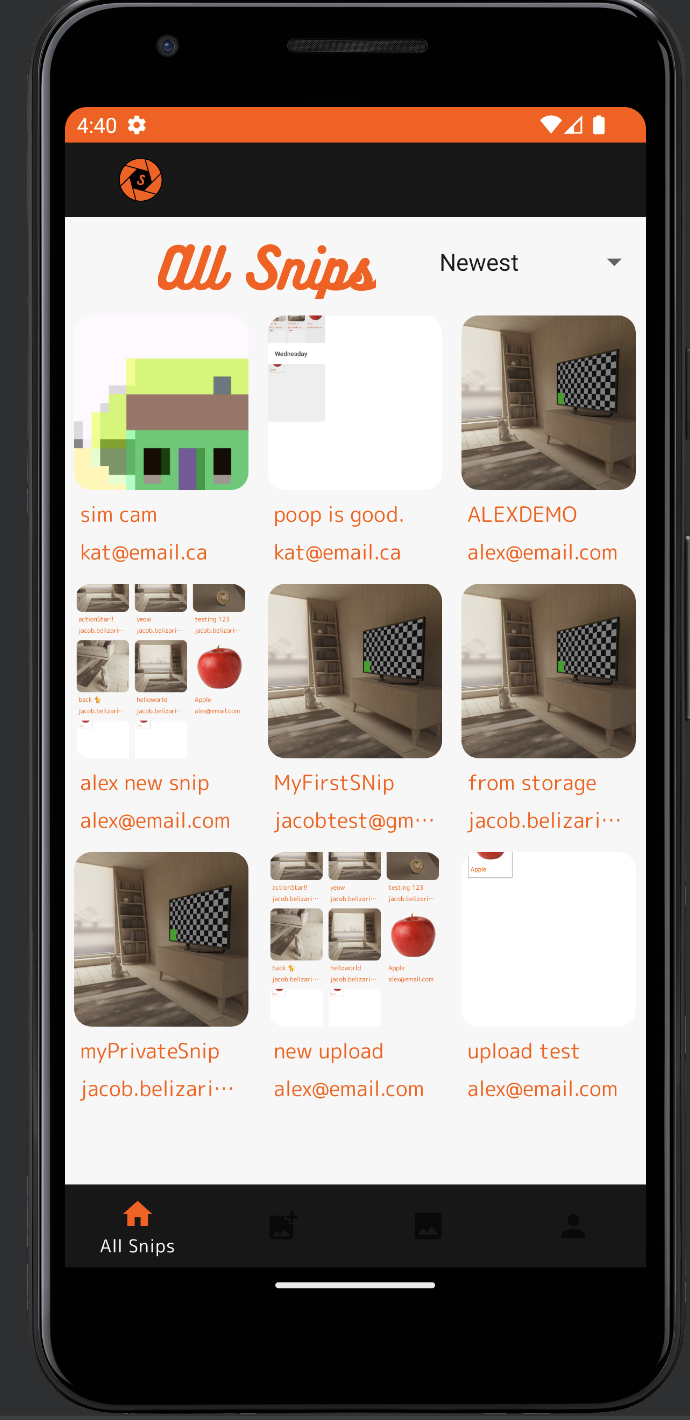 4:40
S
All Snips
Newest
Wednesday
sim cam
poop is good.
ALEXDEMO
kat@email.ca
kat@email.ca
alex@email.com
actionStar!!
yeow
testing 123
jacob.belizari···
jacob.belizari···
jacob.belizari···
back
helloworld
Apple
jacob.belizari···
jacob.belizari···
alex@email.com
alex new snip
MyFirstSNip
from storage
alex@email.com
jacobtest@gm···
jacob.belizari···
actionStar!!
yeow
testing 123
Apple
jacob.belizari···
jacob.belizari···
jacob.belizari···
back
helloworld
Apple
jacob.belizari···
jacob.belizari···
alex@email.com
myPrivateSnip
new upload
upload test
jacob.belizari···
alex@email.com
alex@email.com
All Snips